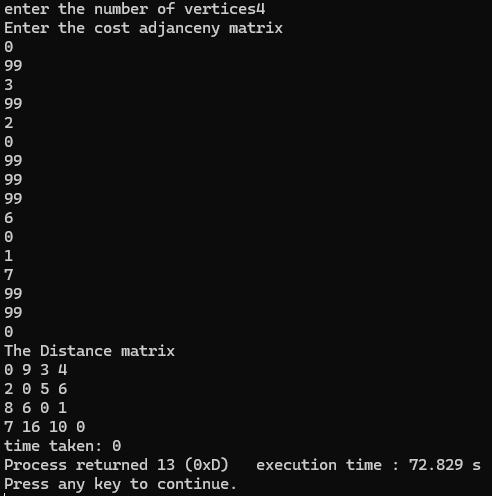 enter the number of vertices4
Enter the cost adjanceny matrix
0
99
3
99
2
0
99
99
99
6
0
1
7
99
99
0
The Distance matrix
0 9 3 4
2 0 5 6
8 6 0 1
7 16 10 0
time taken: 0
Process returned 13 (0xD)   execution time : 72.829 s
Press any key to continue.